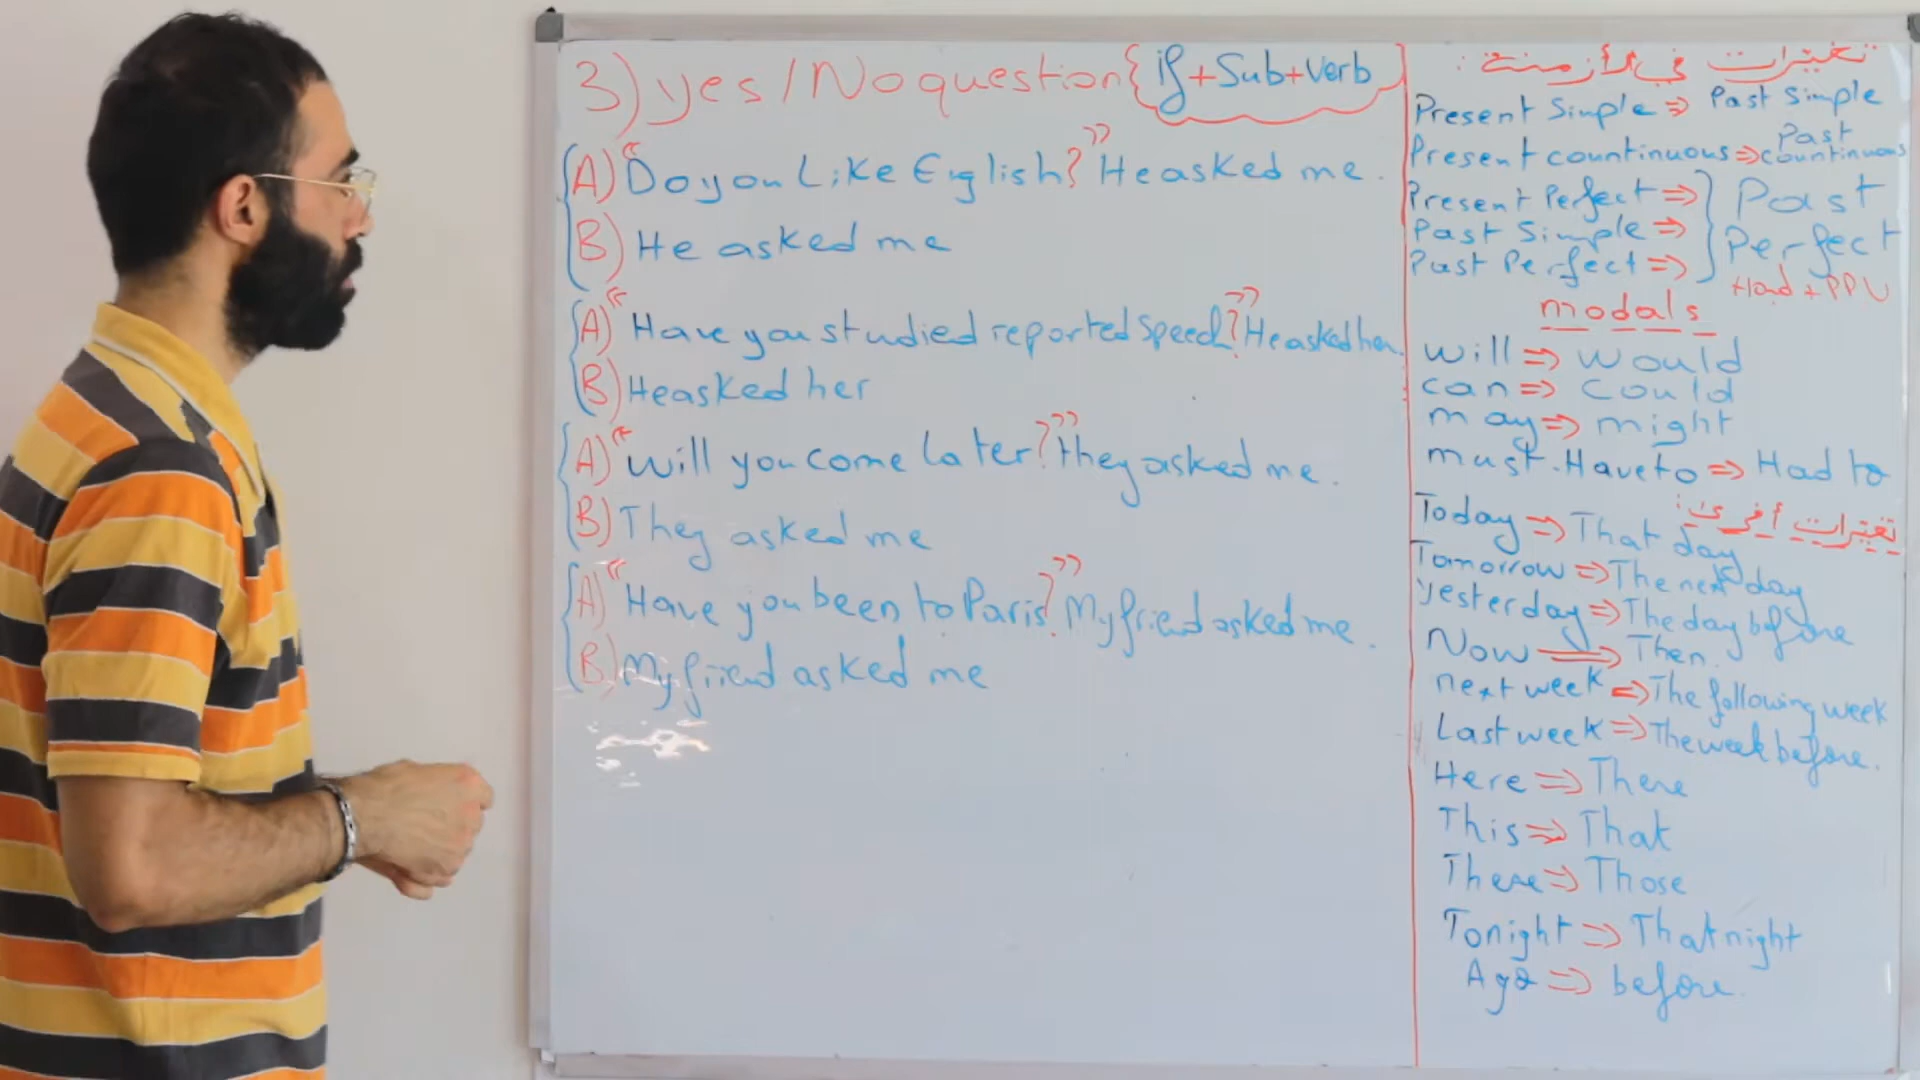 3) yes / No question { if + Sub + Verb }
A) " Do you Like English? " He asked me.
B) He asked me
A) " Have you studied reported speech? " He asked her.
B) He asked her
A) " Will you come later? " they asked me.
B) They asked me
A) " Have you been to Paris? " My friend asked me.
B) My friend asked me
تغيرات في الأزمنة :
Present Simple => Past Simple
Present countinuous => Past countinuous
Present Perfect =>
Past Simple =>
Past Perfect =>
} Past Perfect
Had + PPV
modals
will => would
can => could
may => might
must - Have to => Had to
تغيرات أخرى :
Today => That day
Tomorrow => The next day
yesterday => The day before
Now => Then.
next week => The following week
Last week => The week before.
Here => There
This => That
These => Those
Tonight => That night
Ago => before.